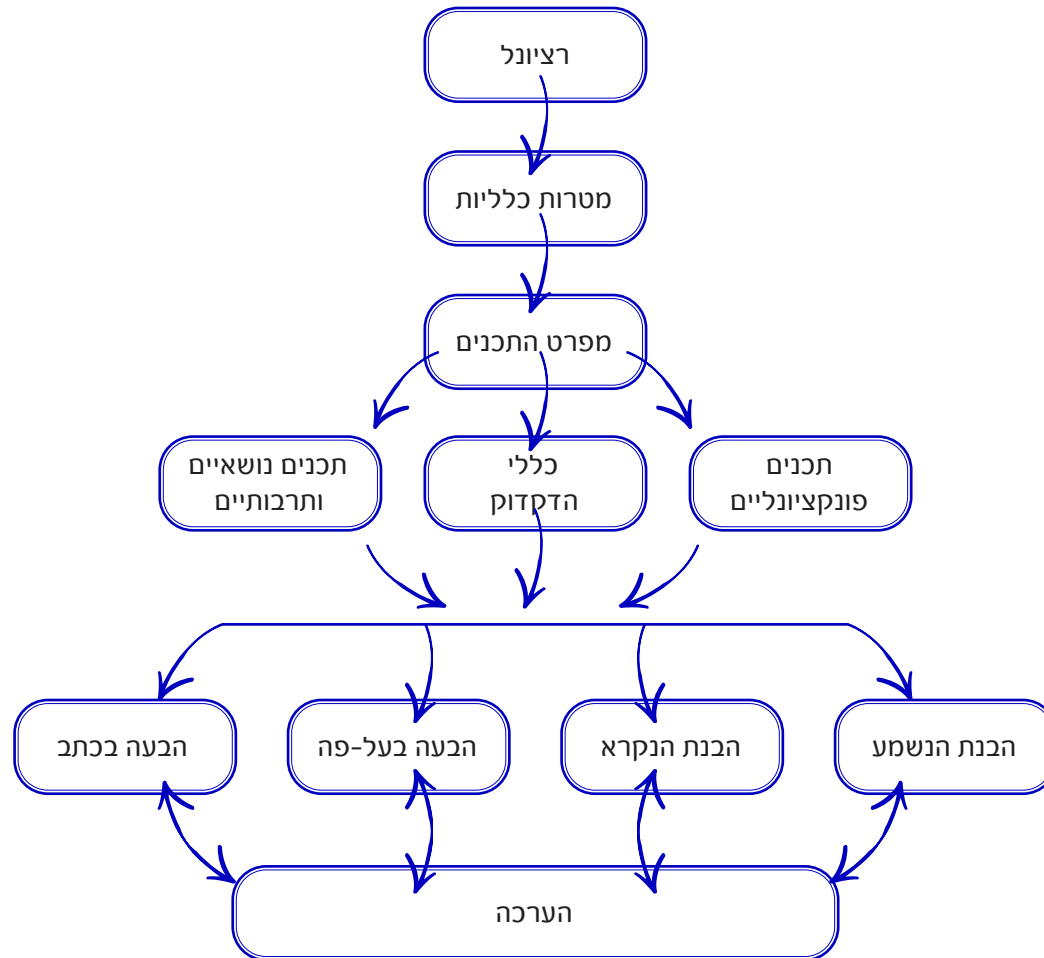 רציונל
מטרות כלליות
מפרט התכנים
תכנים
פונקציונליים
כללי
הדקדוק
תכנים נושאיים
ותרבותיים
הבנת הנשמע
הבנת הנקרא
הבעה בעל-פה
הבעה בכתב
הערכה